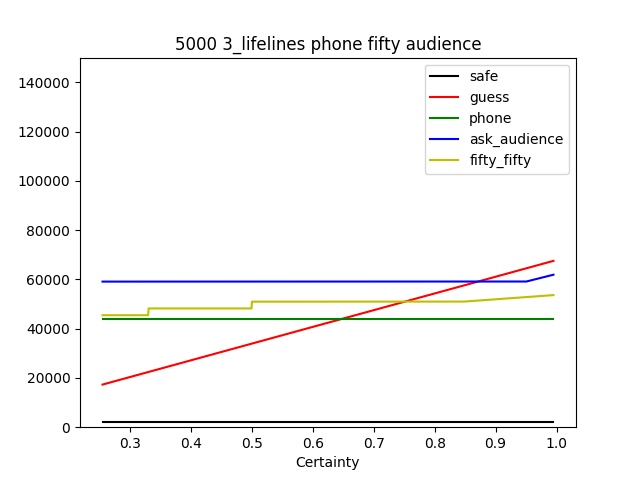 5000 3_lifelines phone fifty audience
safe
guess
phone
ask_audience
fifty_fifty
140000
120000
100000
80000
60000
40000
20000
0
0.3 0.4 0.5 0.6 0.7 0.8 0.9 1.0
Certainty